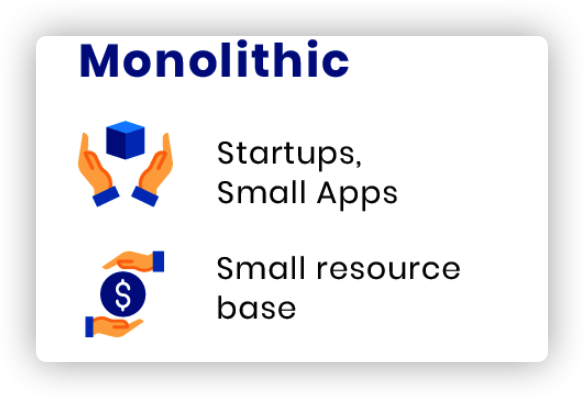 Monolithic
Startups,
Small Apps
Small resource
base
$